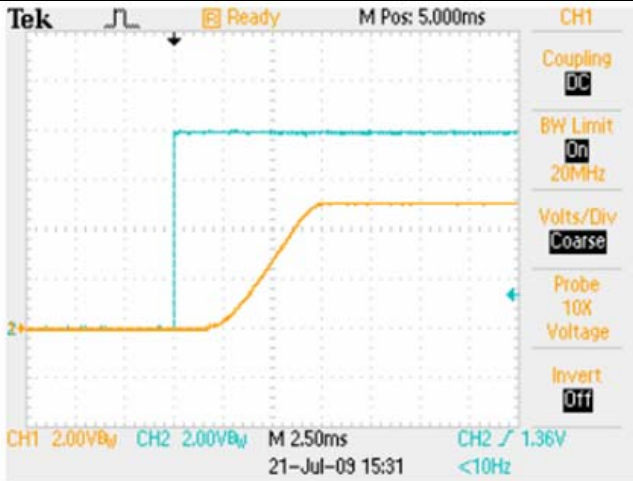 Tek R Ready M Pos: 5.000ms CH1
Coupling
DC
BW Limit
On
20MHz
Volts/Div
Coarse
Probe
10X
Voltage
Invert
Off
2
CH1 2.00VBW CH2 2.00VBW M 2.50ms CH2 1.36V
21-Jul-09 15:31 <10Hz